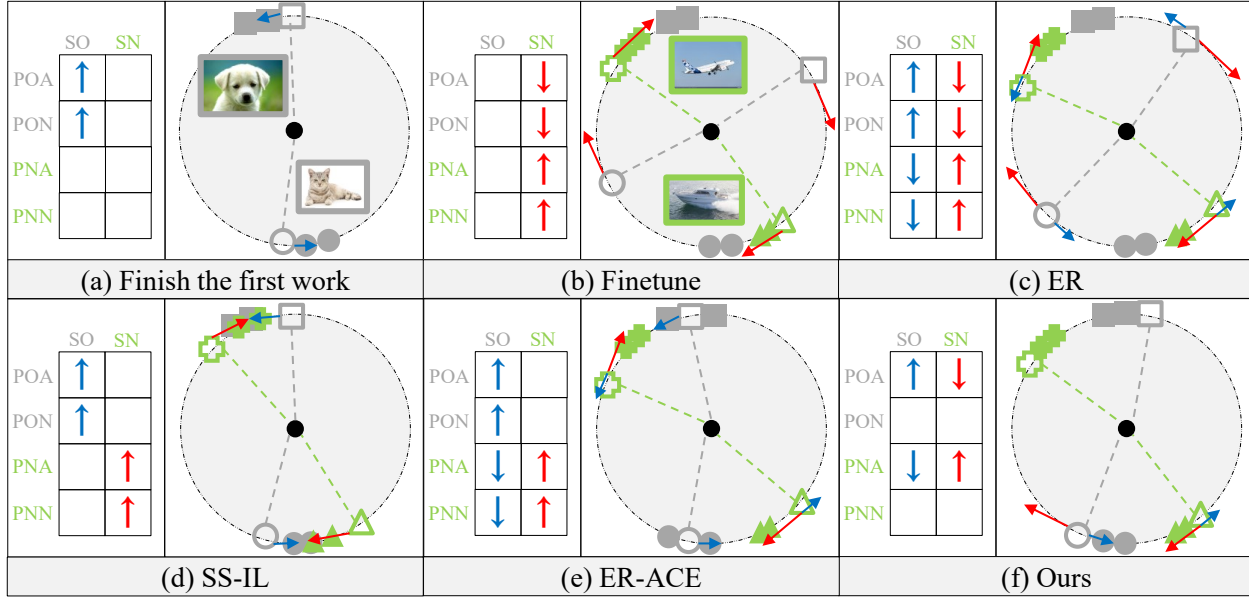 SO SN
POA
PON
PNA
PNN
(a) Finish the first work
SO SN
POA
PON
PNA
PNN
(b) Finetune
SO SN
POA
PON
PNA
PNN
(c) ER
SO SN
POA
PON
PNA
PNN
(d) SS-IL
SO SN
POA
PON
PNA
PNN
(e) ER-ACE
SO SN
POA
PON
PNA
PNN
(f) Ours